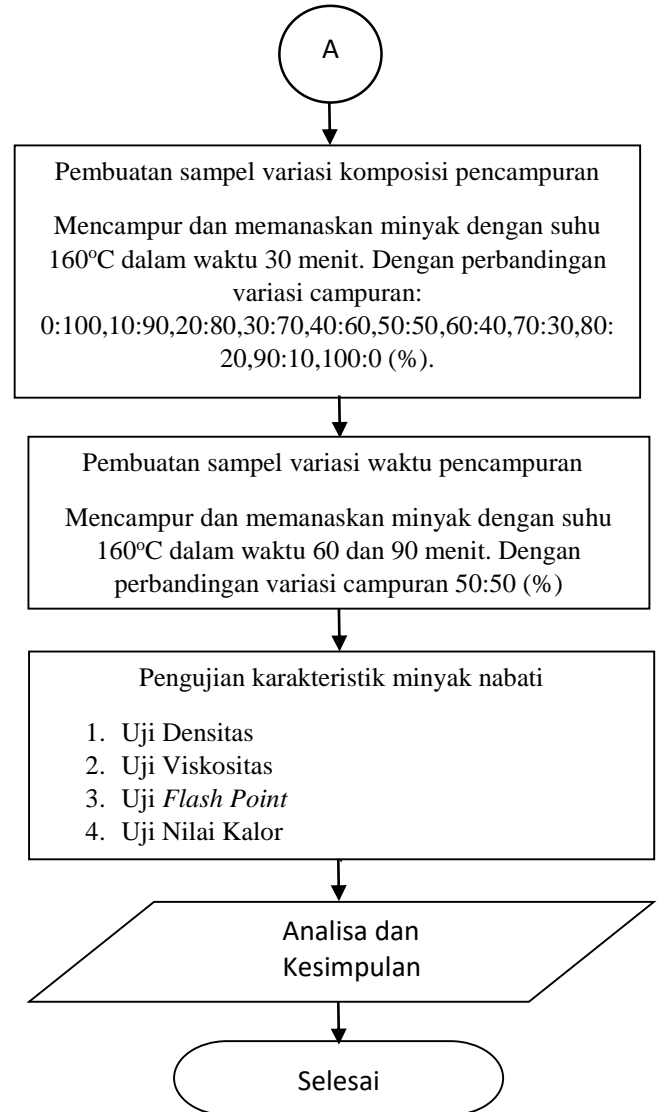 A
Pembuatan sampel variasi komposisi pencampuran
Mencampur dan memanaskan minyak dengan suhu
160°C dalam waktu 30 menit. Dengan perbandingan
variasi campuran:
0:100,10:90,20:80,30:70,40:60,50:50,60:40,70:30,80:
20,90:10,100:0 (%).
Pembuatan sampel variasi waktu pencampuran
Mencampur dan memanaskan minyak dengan suhu
160°C dalam waktu 60 dan 90 menit. Dengan
perbandingan variasi campuran 50:50 (%)
Pengujian karakteristik minyak nabati
1. Uji Densitas
2. Uji Viskositas
3. Uji Flash Point
4. Uji Nilai Kalor
Analisa dan
Kesimpulan
Selesai